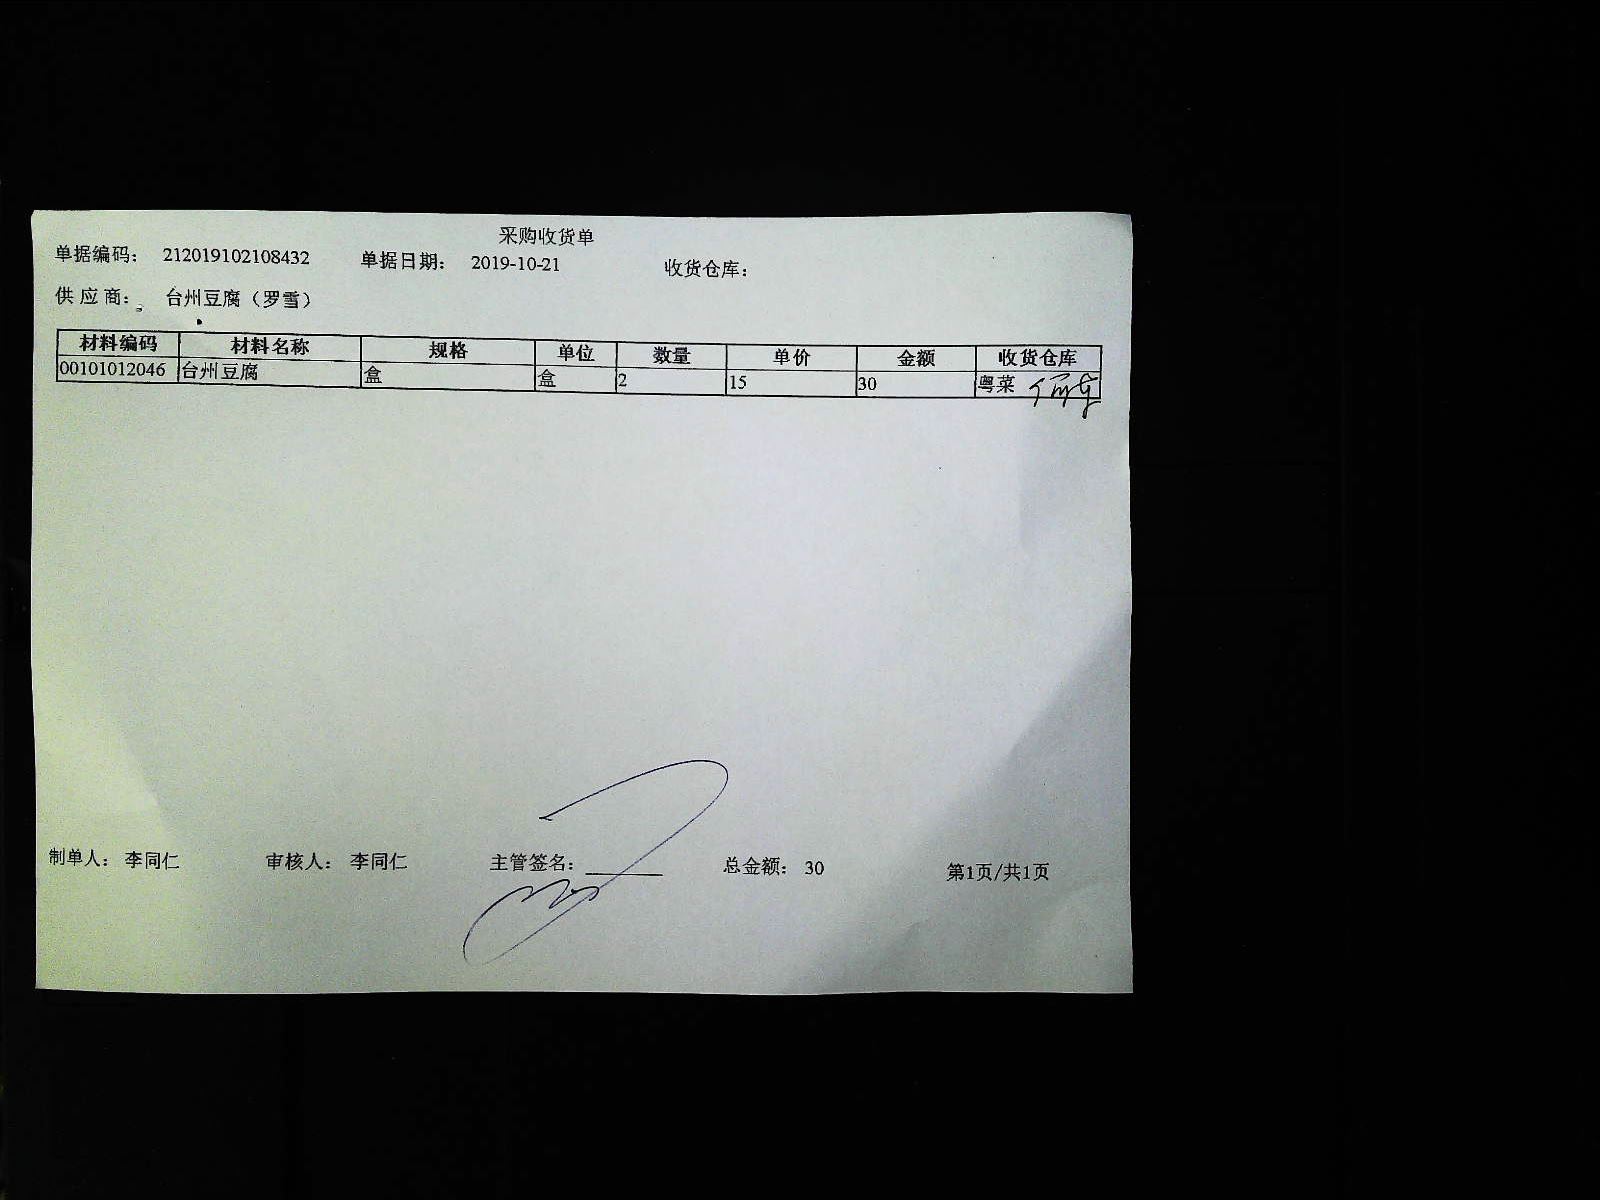 采购收货单
单据编码： 212019102108432 单据日期： 2019-10-21 收货仓库：
供应商： 台州豆腐（罗雪）
材料编码 材料名称 规格 单位 数量 单价 金额 收货仓库
00101012046 台州豆腐 盒 盒 2 15 30 粤菜
制单人： 李同仁 审核人： 李同仁 主管签名： 总金额： 30 第1页/共1页